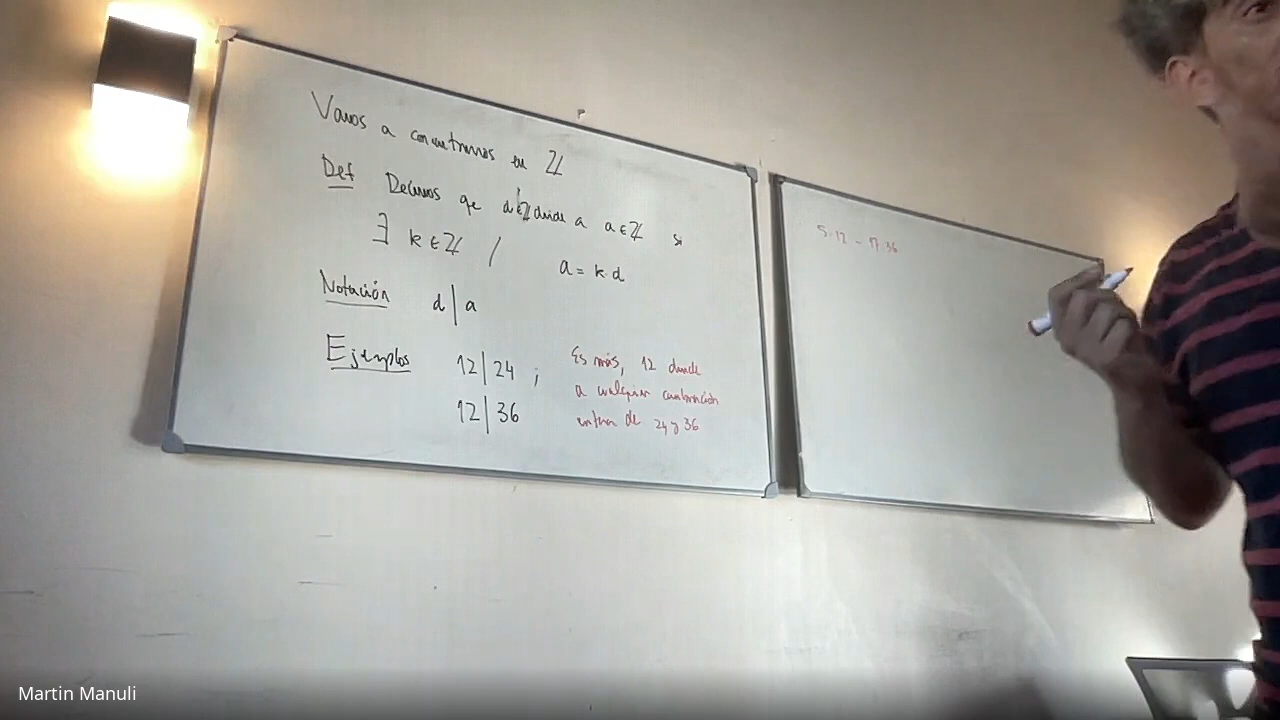 Vamos a concentrarnos en ℤ
Def Decimos que d∈ℤ divide a a∈ℤ si
∃ k∈ℤ / a = k.d
Notación d | a
Ejemplos 12|24 ;
12|36
Es más, 12 divide
a cualquier combinación
entera de 24 y 36
5.12 - 17.36
Martin Manuli